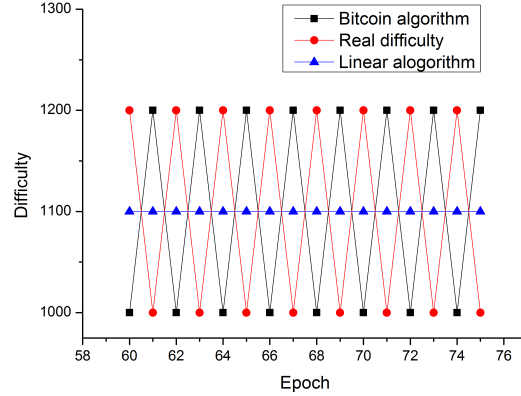 1300
Bitcoin algorithm
Real difficulty
Linear alogorithm
1200
Difficulty
1100
1000
58 60 62 64 66 68 70 72 74 76
Epoch